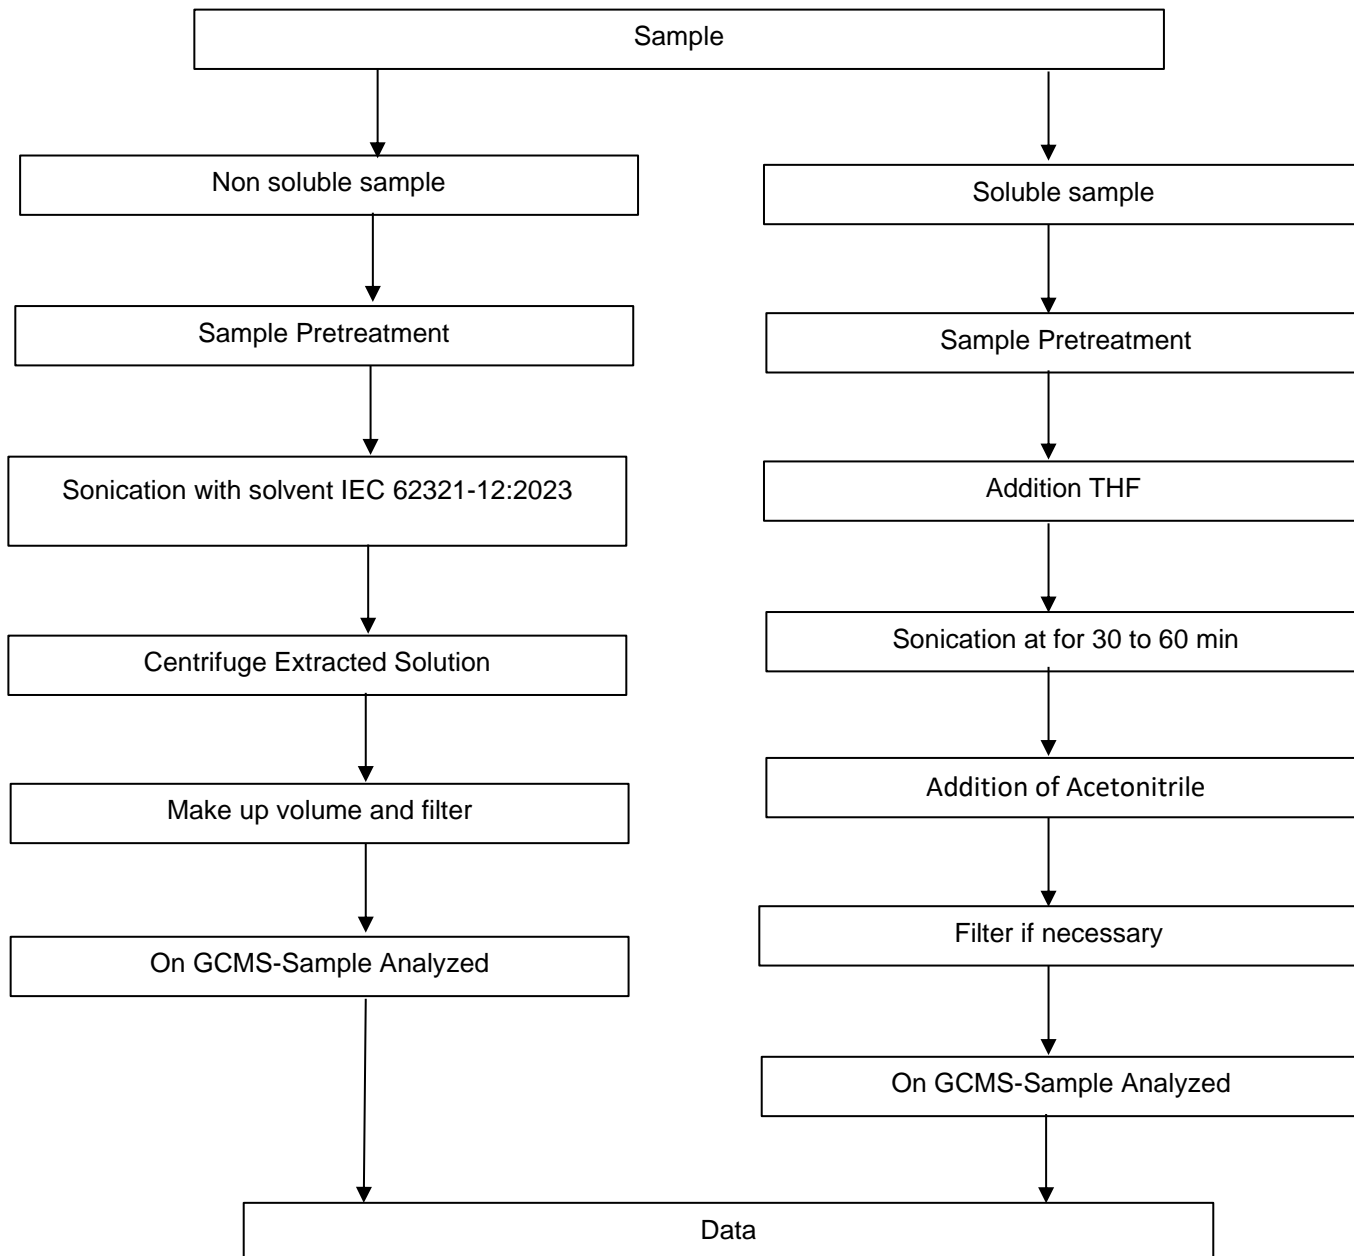 Sample
Non soluble sample
Soluble sample
Sample Pretreatment
Sample Pretreatment
Sonication with solvent IEC 62321-12:2023
Addition THF
Centrifuge Extracted Solution
Sonication at for 30 to 60 min
Make up volume and filter
Addition of Acetonitrile
On GCMS-Sample Analyzed
Filter if necessary
On GCMS-Sample Analyzed
Data